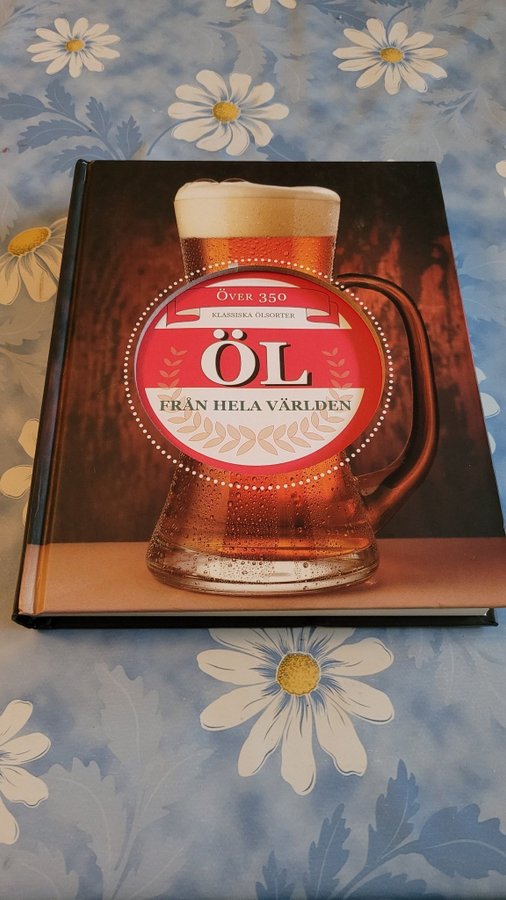 ÖVER 350
KLASSISKA ÖLSORTER
ÖL
FRÅN HELA VÄRLDEN